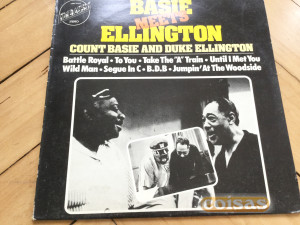 BASIE
MEETS
ELLINGTON
COUNT BASIE AND DUKE ELLINGTON
Battle Royal • To You • Take The "A" Train • Until I Met You
Wild Man • Segue in C • B.D.B • Jumpin' At The Woodside
coisas